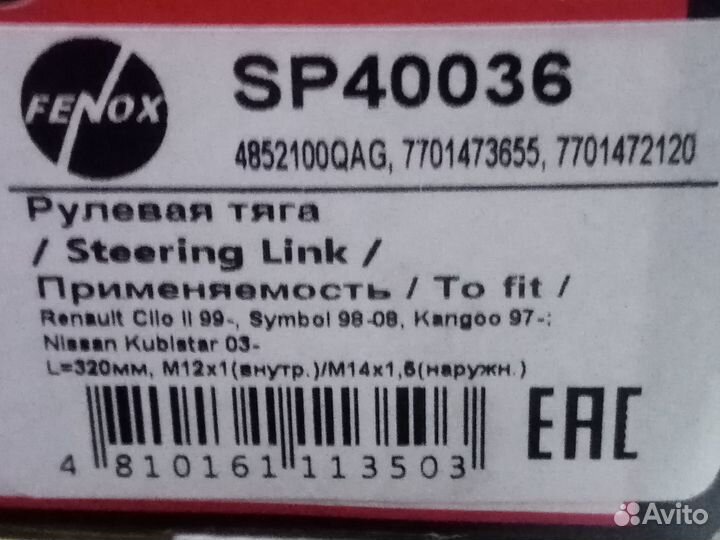 FENOX
SP40036
4852100QAG, 7701473655, 7701472120
Рулевая тяга
/ Steering Link /
Применяемость / To fit /
Renault Clio II 99-, Symbol 98-08, Kangoo 97-;
Nissan Kubistar 03-
L=320мм, M12x1(внутр.)/M14x1,5(наружн.)
4 810161 113503
EAC
Avito